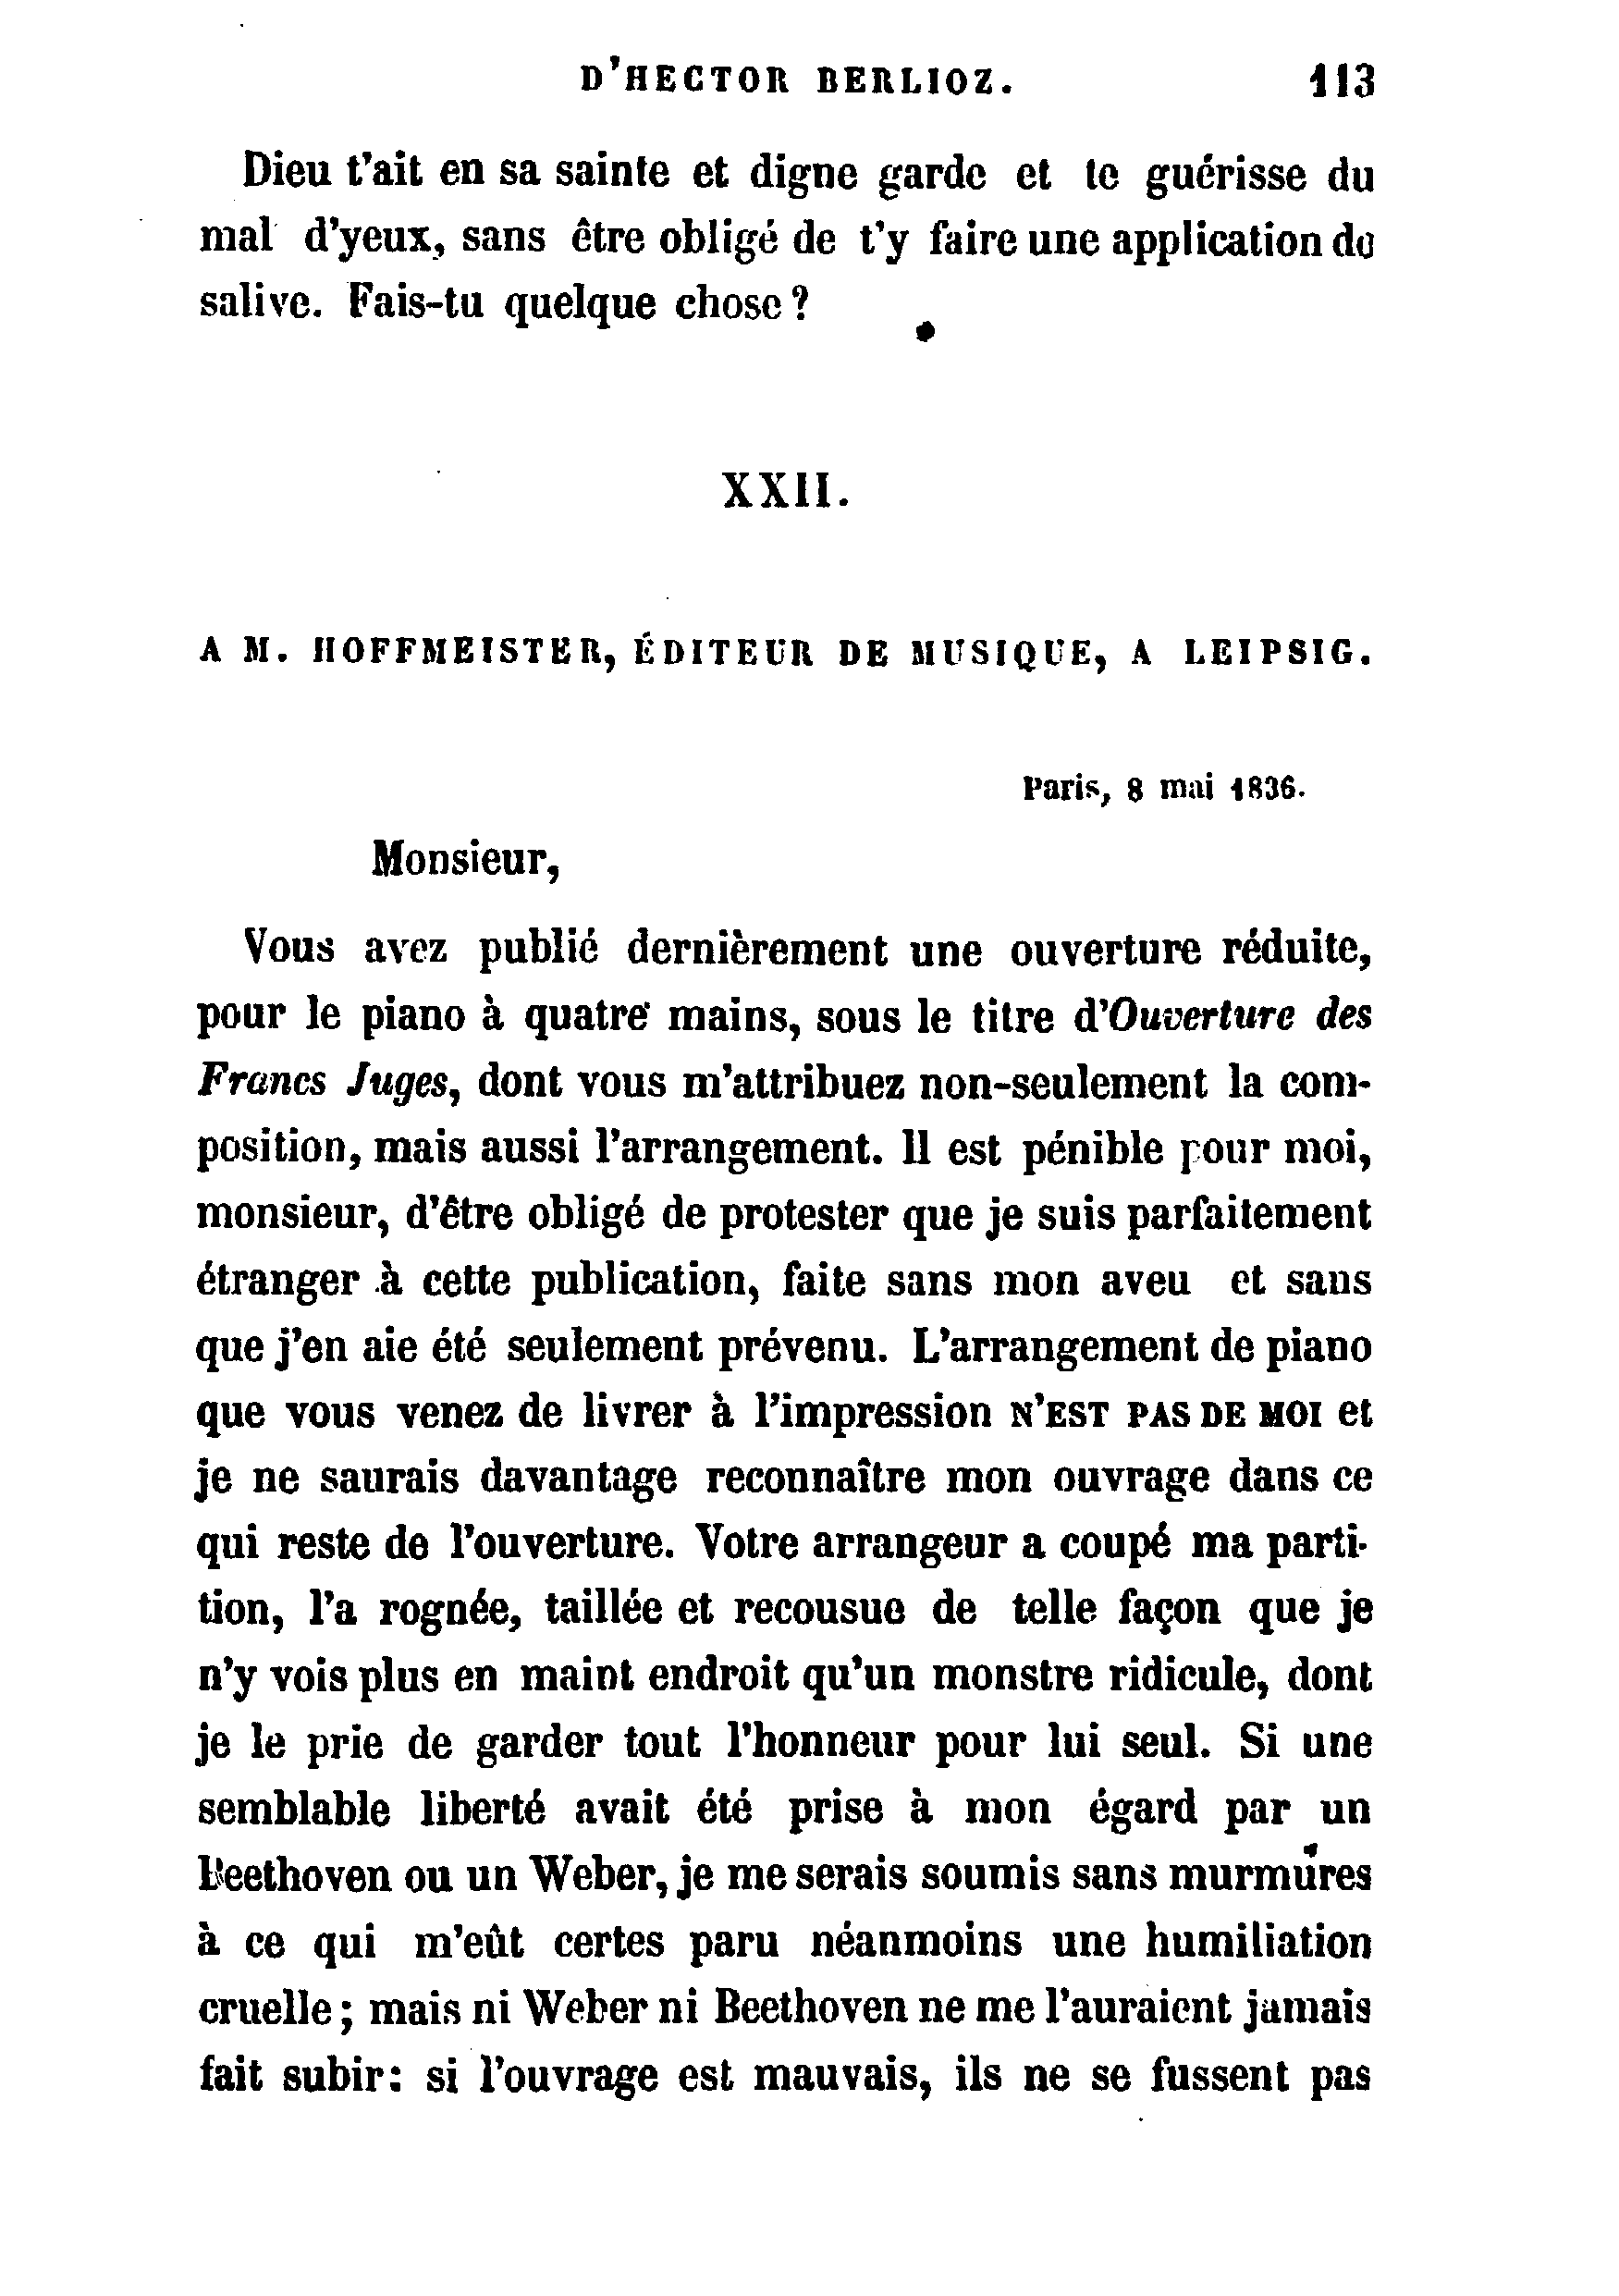 D'HECTOR BERLIOZ. 113
Dieu t'ait en sa sainte et digne garde et te guérisse du
mal d'yeux, sans être obligé de t'y faire une application de
salive. Fais-tu quelque chose ?
XXII.
A M. HOFFMEISTER, ÉDITEUR DE MUSIQUE, A LEIPSIG.
Paris, 8 mai 1836.
Monsieur,
Vous avez publié dernièrement une ouverture réduite,
pour le piano à quatre mains, sous le titre d'Ouverture des
Francs Juges, dont vous m'attribuez non-seulement la com-
position, mais aussi l'arrangement. Il est pénible pour moi,
monsieur, d'être obligé de protester que je suis parfaitement
étranger à cette publication, faite sans mon aveu et sans
que j'en aie été seulement prévenu. L'arrangement de piano
que vous venez de livrer à l'impression N'EST PAS DE MOI et
je ne saurais davantage reconnaître mon ouvrage dans ce
qui reste de l'ouverture. Votre arrangeur a coupé ma parti-
tion, l'a rognée, taillée et recousue de telle façon que je
n'y vois plus en maint endroit qu'un monstre ridicule, dont
je le prie de garder tout l'honneur pour lui seul. Si une
semblable liberté avait été prise à mon égard par un
Beethoven ou un Weber, je me serais soumis sans murmures
à ce qui m'eût certes paru néanmoins une humiliation
cruelle ; mais ni Weber ni Beethoven ne me l'auraient jamais
fait subir : si l'ouvrage est mauvais, ils ne se fussent pas